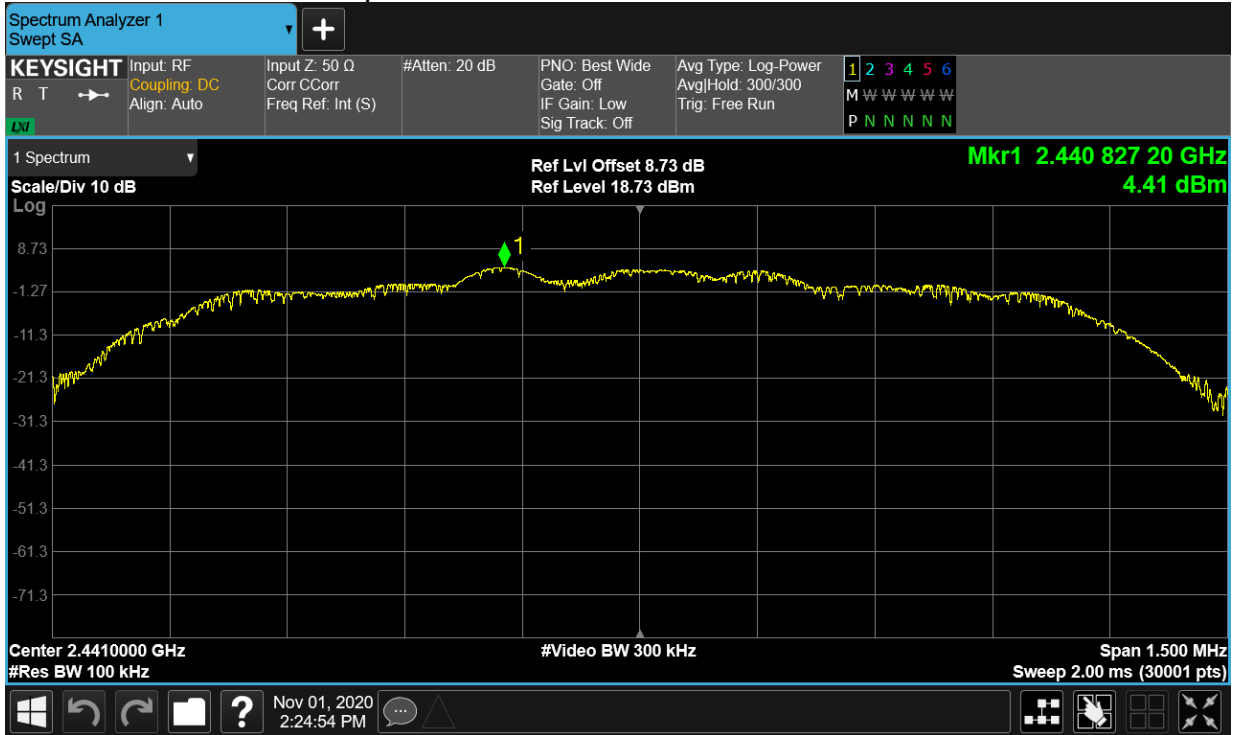 Spectrum Analyzer 1
Swept SA
+
KEYSIGHT
R T
LXI
Input: RF
Coupling: DC
Align: Auto
Input Z: 50 Ω
Corr CCorr
Freq Ref: Int (S)
#Atten: 20 dB
PNO: Best Wide
Gate: Off
IF Gain: Low
Sig Track: Off
Avg Type: Log-Power
Avg|Hold: 300/300
Trig: Free Run
1 2 3 4 5 6
M W W W W W
P N N N N N
1 Spectrum
Scale/Div 10 dB
Log
Ref Lvl Offset 8.73 dB
Ref Level 18.73 dBm
Mkr1 2.440 827 20 GHz
4.41 dBm
1
8.73
-1.27
-11.3
-21.3
-31.3
-41.3
-51.3
-61.3
-71.3
Center 2.4410000 GHz
#Res BW 100 kHz
#Video BW 300 kHz
Span 1.500 MHz
Sweep 2.00 ms (30001 pts)
?
Nov 01, 2020
2:24:54 PM